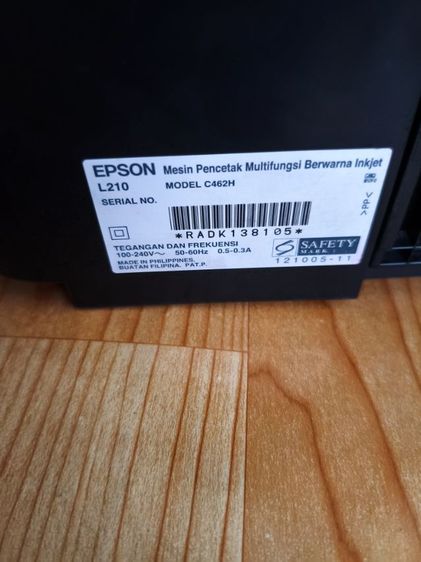 EPSON Mesin Pencetak Multifungsi Berwarna Inkjet
L210 MODEL C462H
SERIAL NO.
*RADK138105*
TEGANGAN DAN FREKUENSI
100-240V～ 50-60Hz 0.5-0.3A
MADE IN PHILIPPINES.
BUATAN FILIPINA. PAT.P.
S SAFETY
MARK
121005-11
>PP<